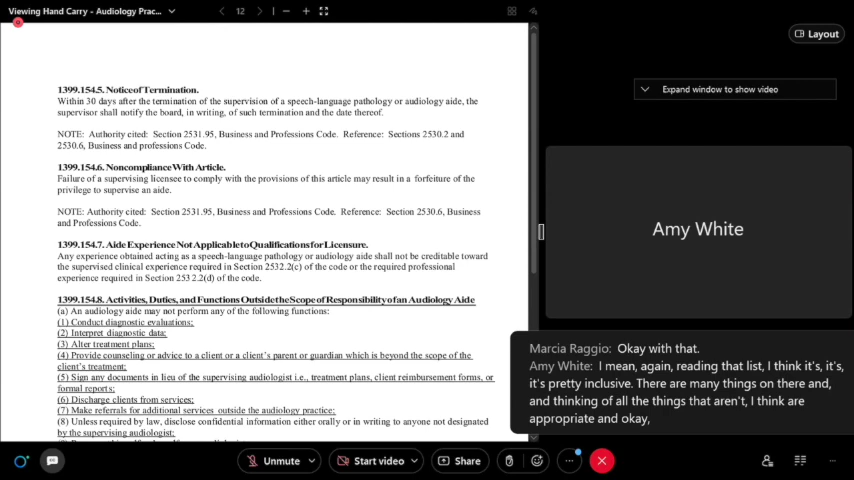 Viewing Hand Carry - Audiology Prac...
12
Layout
Expand window to show video
1399.154.5. Notice of Termination.
Within 30 days after the termination of the supervision of a speech-language pathology or audiology aide, the
supervisor shall notify the board, in writing, of such termination and the date thereof.
NOTE: Authority cited: Section 2531.95, Business and Professions Code. Reference: Sections 2530.2 and
2530.6, Business and professions Code.
1399.154.6. Noncompliance With Article.
Failure of a supervising licensee to comply with the provisions of this article may result in a forfeiture of the
privilege to supervise an aide.
NOTE: Authority cited: Section 2531.95, Business and Professions Code. Reference: Section 2530.6, Business
and Professions Code.
1399.154.7. Aide Experience Not Applicable to Qualifications for Licensure.
Any experience obtained acting as a speech-language pathology or audiology aide shall not be creditable toward
the supervised clinical experience required in Section 2532.2(c) of the code or the required professional
experience required in Section 2532.2(d) of the code.
1399.154.8. Activities, Duties, and Functions Outside the Scope of Responsibility of an Audiology Aide
(a) An audiology aide may not perform any of the following functions:
(1) Conduct diagnostic evaluations;
(2) Interpret diagnostic data;
(3) Alter treatment plans;
(4) Provide counseling or advice to a client or a client's parent or guardian which is beyond the scope of the
client's treatment;
(5) Sign any documents in lieu of the supervising audiologist i.e., treatment plans, client reimbursement forms, or
formal reports;
(6) Discharge clients from services;
(7) Make referrals for additional services outside the audiology practice;
(8) Unless required by law, disclose confidential information either orally or in writing to anyone not designated
by the supervising audiologist;
Amy White
Marcia Raggio: Okay with that.
Amy White: I mean, again, reading that list, I think it's, it's,
it's pretty inclusive. There are many things on there and,
and thinking of all the things that aren't, I think are
appropriate and okay,
Unmute
Start video
Share